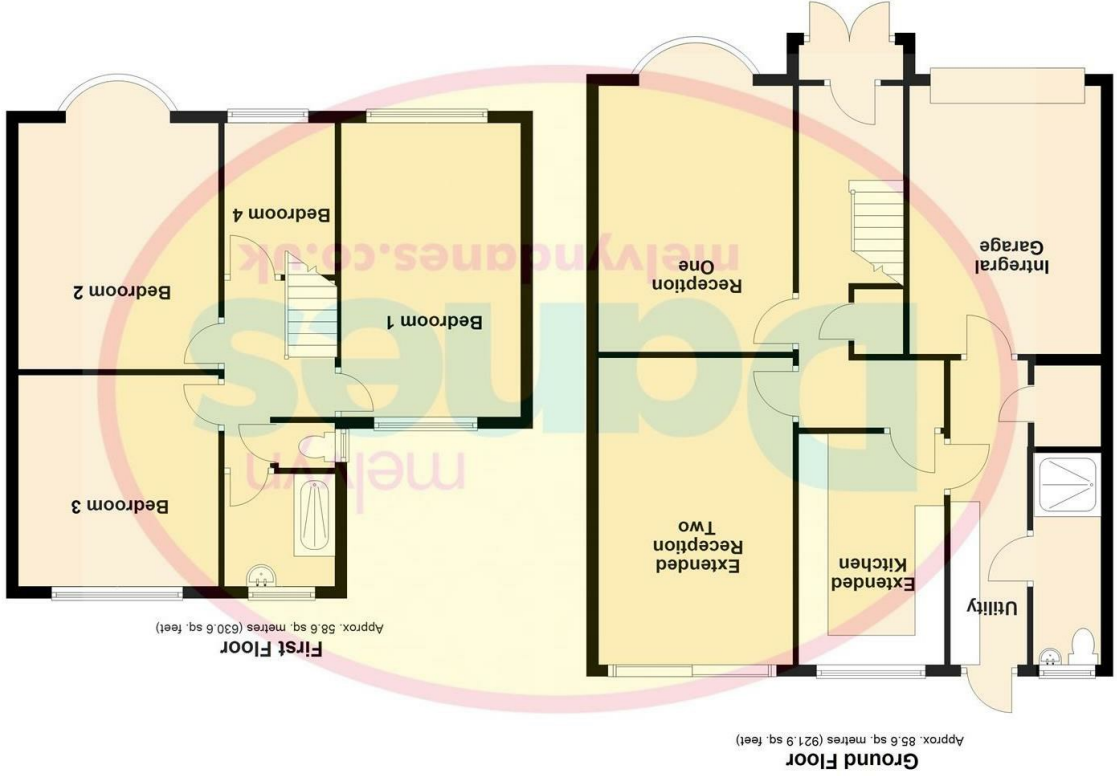 Ground Floor
Approx. 85.6 sq. metres (921.9 sq. feet)
Utility
Extended
Kitchen
Extended
Reception
Two
Intregral
Garage
Reception
One
First Floor
Approx. 58.6 sq. metres (630.6 sq. feet)
Bedroom 3
Bedroom 1
Bedroom 2
Bedroom 4
melvyn
Danes
melvyndanes.co.uk